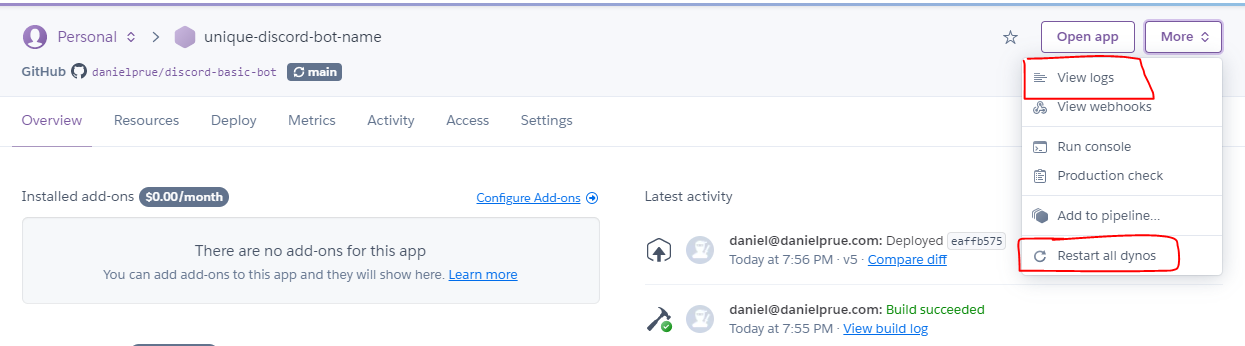 Personal > unique-discord-bot-name
Open app
More
GitHub danielprue/discord-basic-bot main
View logs
View webhooks
Run console
Production check
Add to pipeline...
Restart all dynos
Overview Resources Deploy Metrics Activity Access Settings
Installed add-ons $0.00/month
Configure Add-ons
There are no add-ons for this app
You can add add-ons to this app and they will show here. Learn more
Latest activity
daniel@danielprue.com: Deployed eaffb575
Today at 7:56 PM · v5 · Compare diff
daniel@danielprue.com: Build succeeded
Today at 7:55 PM · View build log